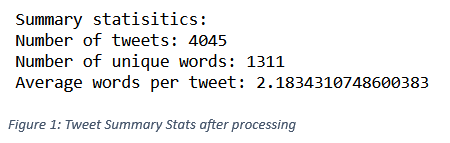 Summary statisitics:
Number of tweets: 4045
Number of unique words: 1311
Average words per tweet: 2.1834310748600383
Figure 1: Tweet Summary Stats after processing